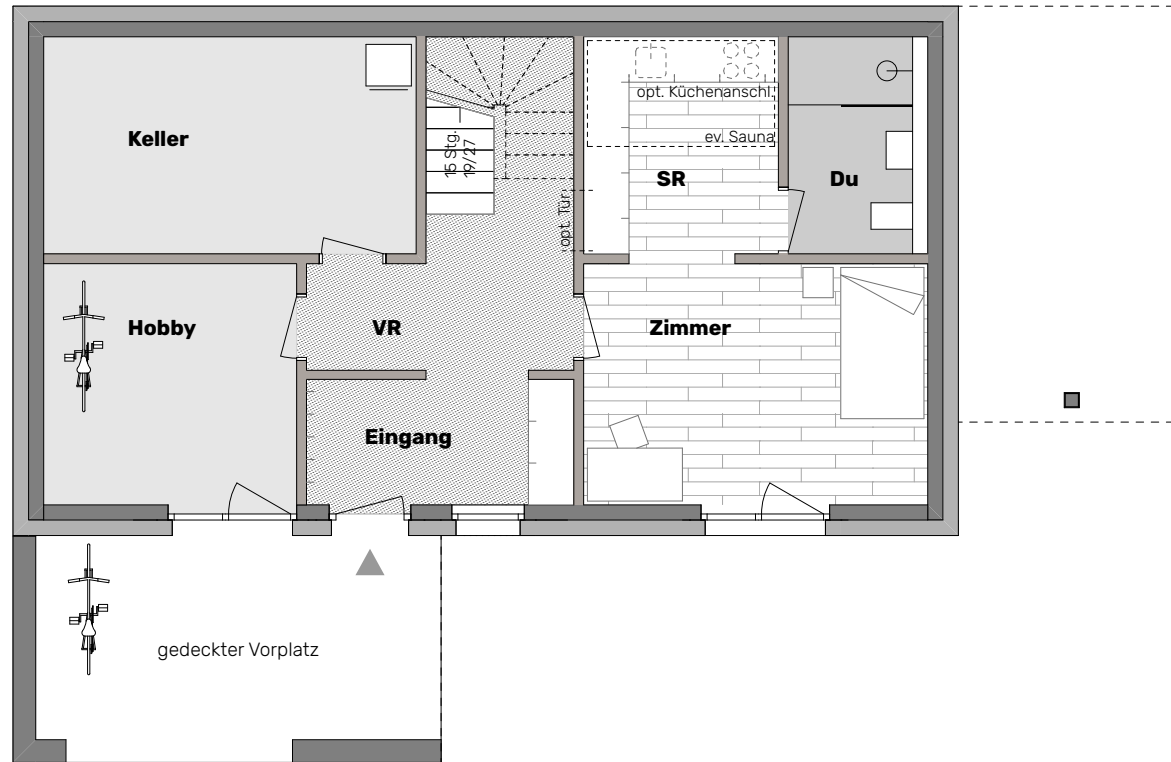 opt. Küchenanschl.
ev. Sauna
Keller
15 Stg.
19/27
SR
Du
opt. Tür
Hobby
VR
Zimmer
Eingang
gedeckter Vorplatz